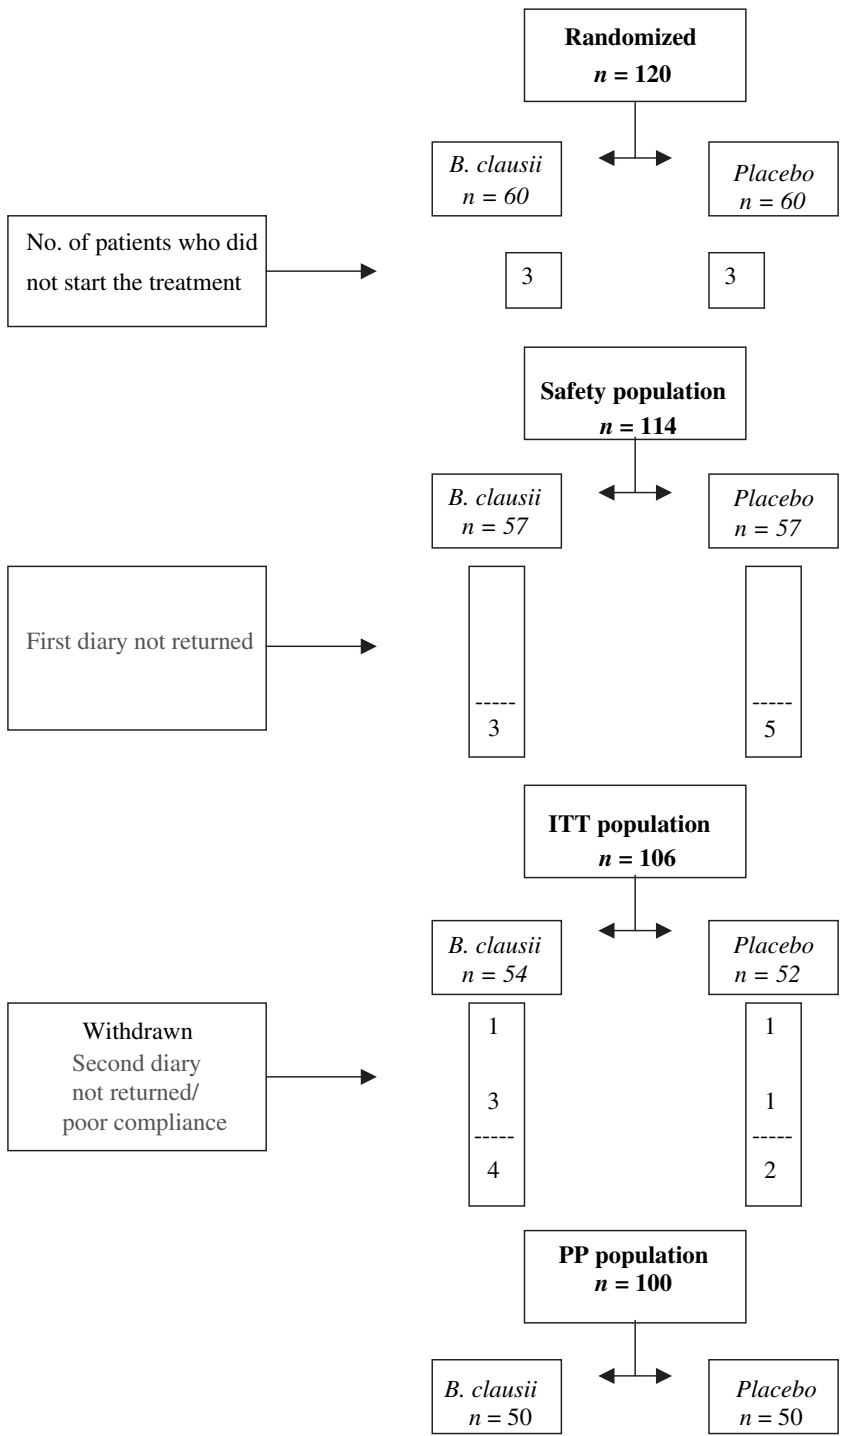 Randomized
n = 120
B. clausii
n = 60
Placebo
n = 60
No. of patients who did
not start the treatment
3
3
Safety population
n = 114
B. clausii
n = 57
Placebo
n = 57
First diary not returned
-----
3
-----
5
ITT population
n = 106
B. clausii
n = 54
Placebo
n = 52
Withdrawn
Second diary
not returned/
poor compliance
1
3
-----
4
1
1
-----
2
PP population
n = 100
B. clausii
n = 50
Placebo
n = 50